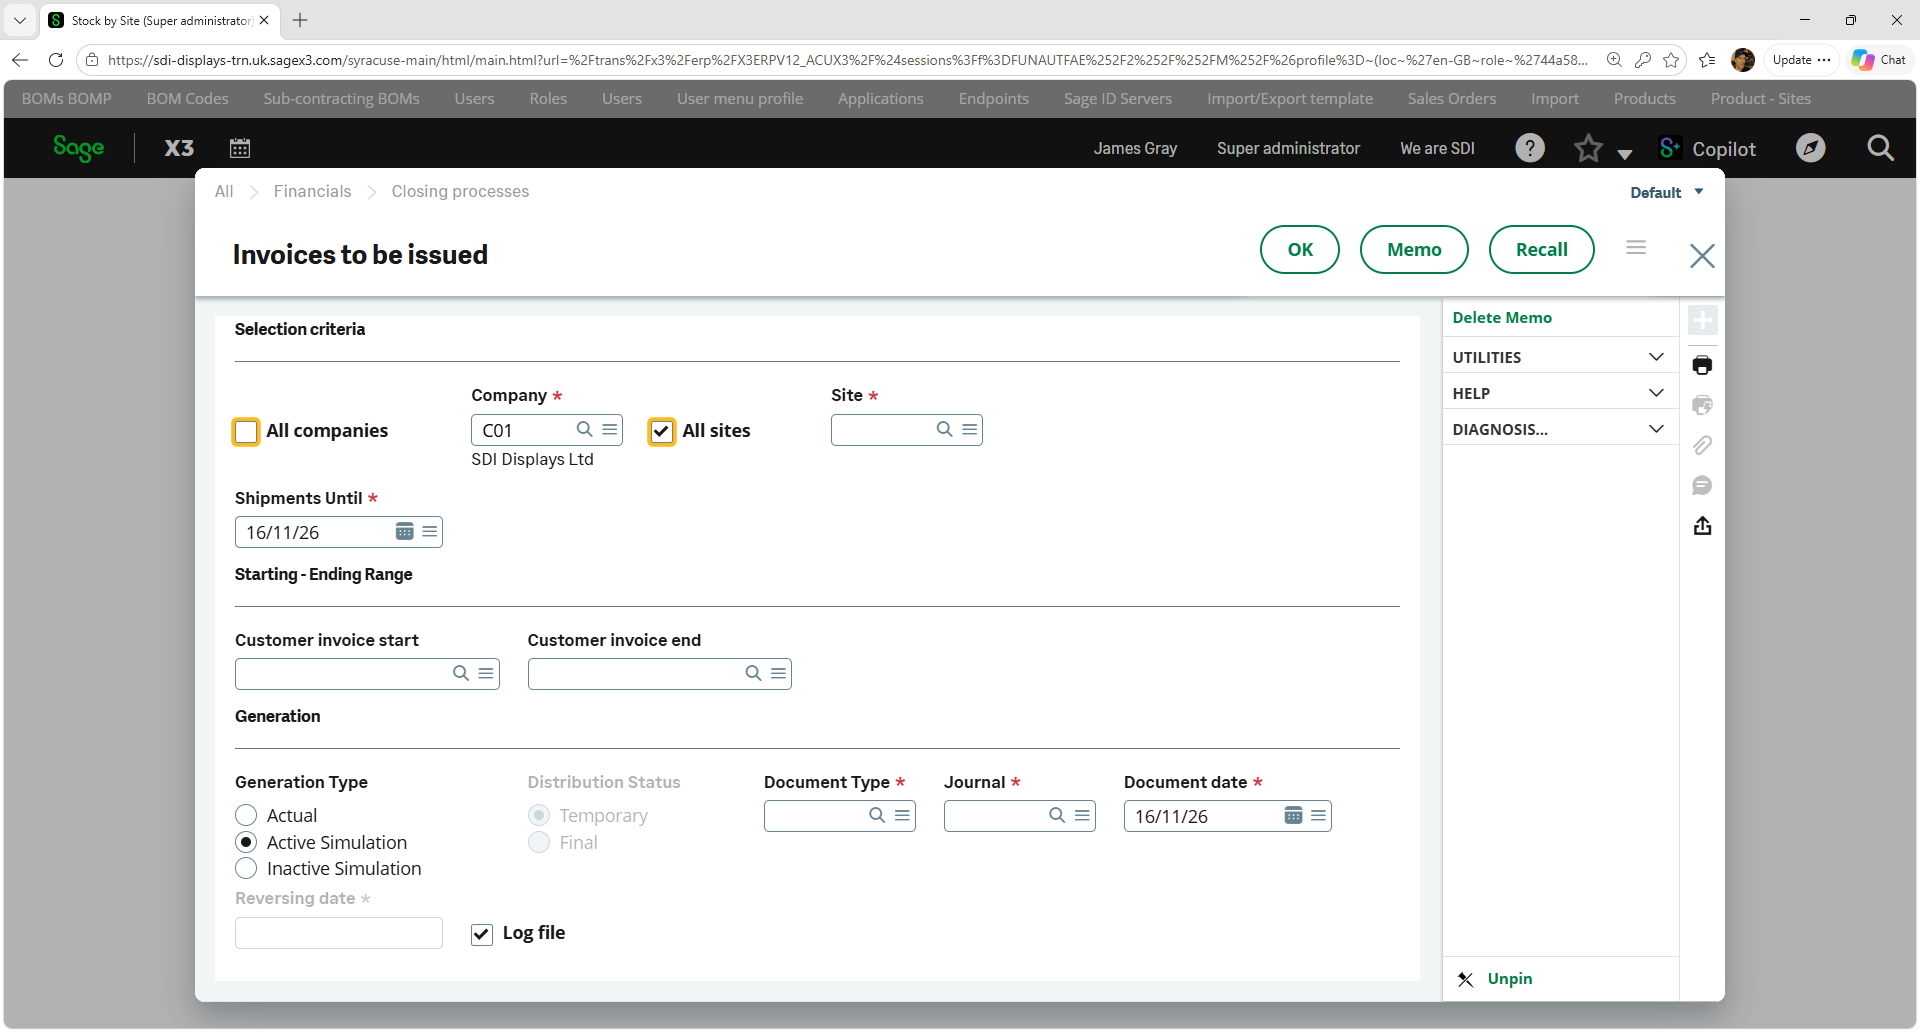 Stock by Site (Super administrator)
https://sdi-displays-trn.uk.sagex3.com/syracuse-main/html/main.html?url=%2Ftrans%2Fx3%2Ferp%2FX3ERPV12_ACUX3%2F%24sessions%3Ff%3DFUNAUTFAE%252F2%252F%252FM%252F%26profile%3D~(loc~%27en-GB~role~%2744a58...
Update
Chat
BOMs BOMP BOM Codes Sub-contracting BOMs Users Roles Users User menu profile Applications Endpoints Sage ID Servers Import/Export template Sales Orders Import Products Product - Sites
Sage X3 James Gray Super administrator We are SDI ? Copilot
All Financials Closing processes
Default
Invoices to be issued
OK Memo Recall
Selection criteria
All companies
Company *
C01
SDI Displays Ltd
All sites
Site *
Shipments Until *
16/11/26
Starting - Ending Range
Customer invoice start
Customer invoice end
Generation
Generation Type
Actual
Active Simulation
Inactive Simulation
Distribution Status
Temporary
Final
Document Type *
Journal *
Document date *
16/11/26
Reversing date *
Log file
Delete Memo
UTILITIES
HELP
DIAGNOSIS...
Unpin